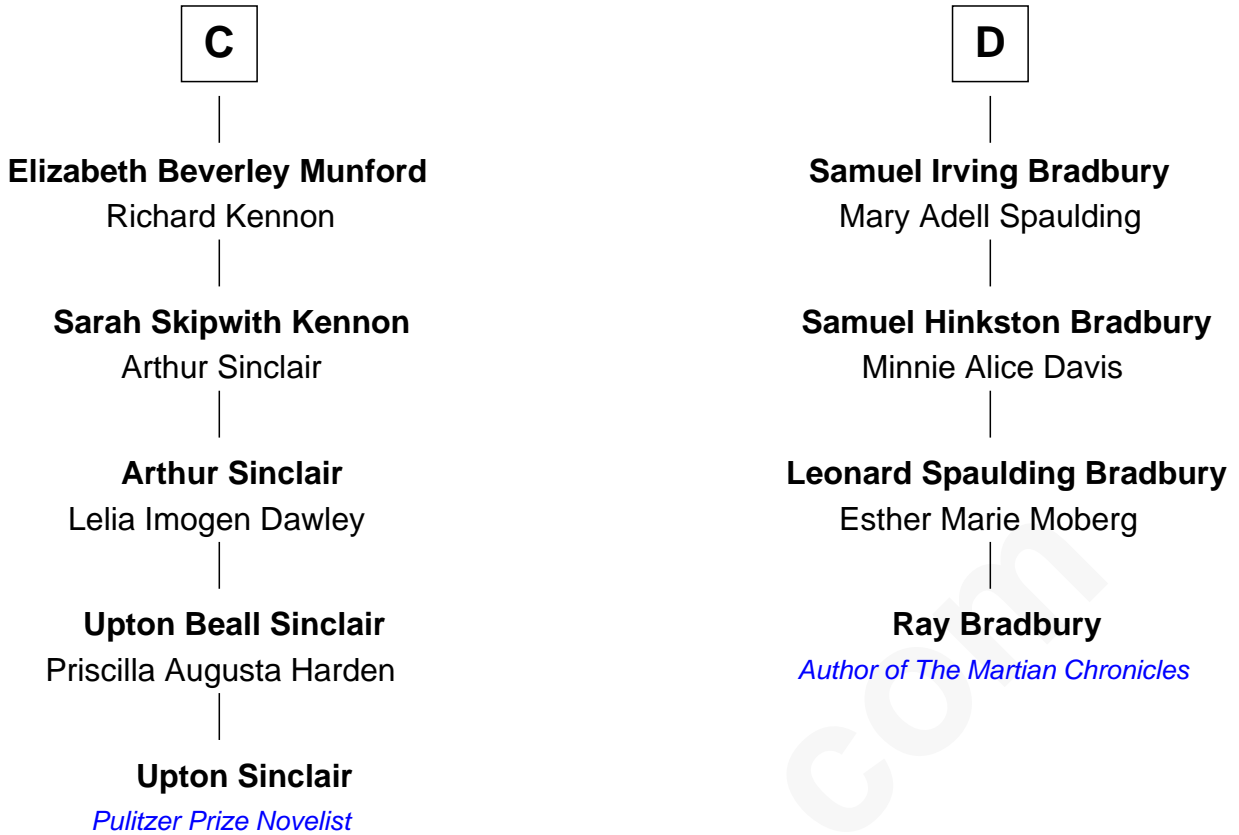 C
Elizabeth Beverley Munford
Richard Kennon
Sarah Skipwith Kennon
Arthur Sinclair
Arthur Sinclair
Lelia Imogen Dawley
Upton Beall Sinclair
Priscilla Augusta Harden
Upton Sinclair
Pulitzer Prize Novelist
D
Samuel Irving Bradbury
Mary Adell Spaulding
Samuel Hinkston Bradbury
Minnie Alice Davis
Leonard Spaulding Bradbury
Esther Marie Moberg
Ray Bradbury
Author of The Martian Chronicles
com